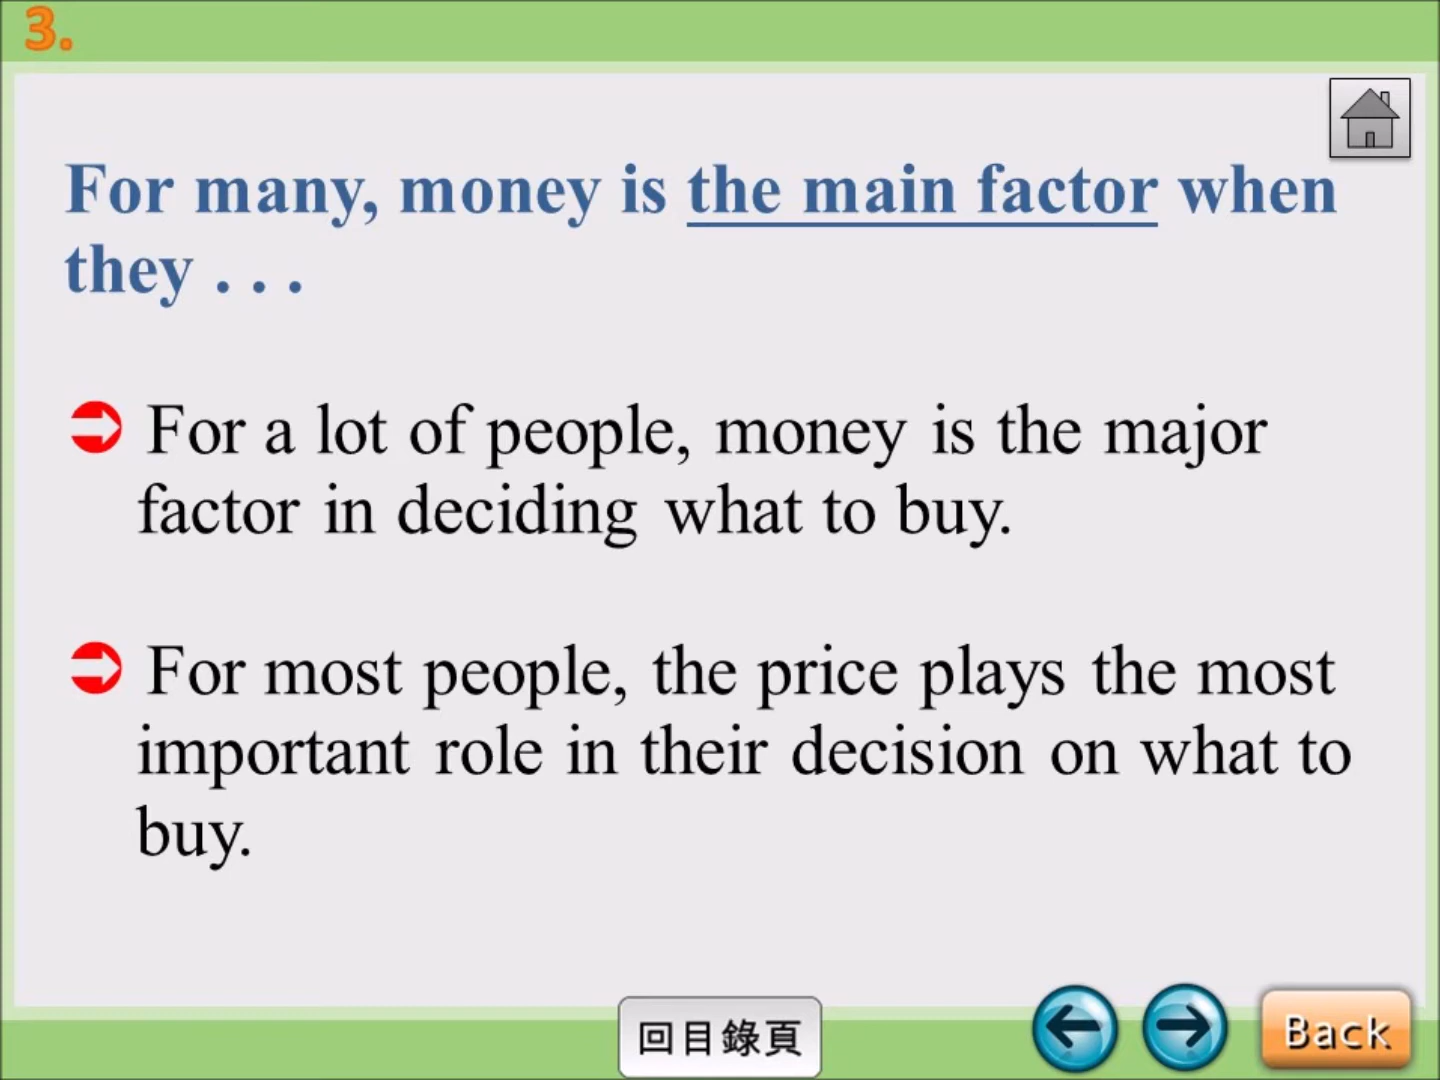 3.
For many, money is the main factor when
they . . .
For a lot of people, money is the major
factor in deciding what to buy.
For most people, the price plays the most
important role in their decision on what to
buy.
回目錄頁
Back